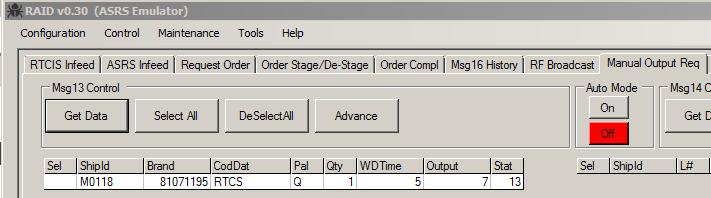 RAID v0.30 (ASRS Emulator)
Configuration Control Maintenance Tools Help
RTCIS Infeed ASRS Infeed Request Order Order Stage/De-Stage Order Compl Msg16 History RF Broadcast Manual Output Req
Msg13 Control Auto Mode Msg14 C
Get Data Select All DeSelectAll Advance On Get D
Off
Sel ShipId Brand CodDat Pal Qty WDTime Output Stat Sel ShipId L#
M0118 81071195 RTCS Q 1 5 7 13